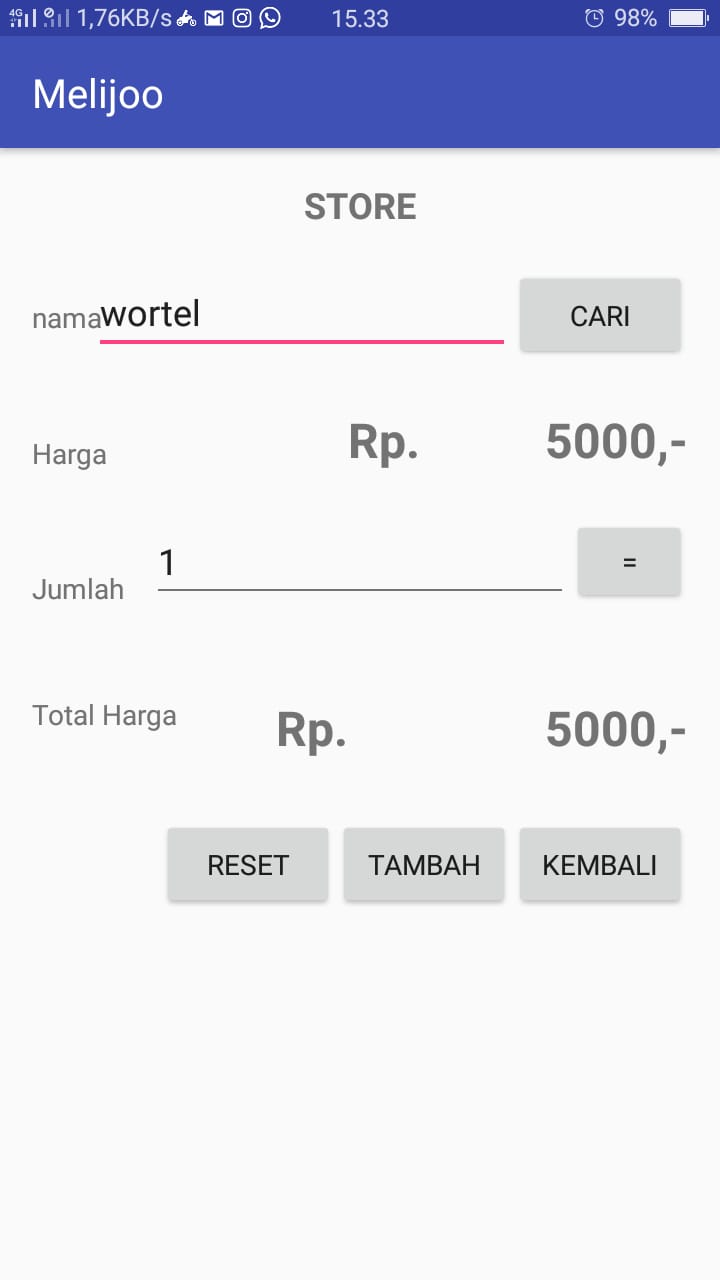 4G 1,76KB/s 15.33 98%
Melijoo
STORE
nama wortel CARI
Harga Rp. 5000,-
Jumlah 1 =
Total Harga Rp. 5000,-
RESET TAMBAH KEMBALI